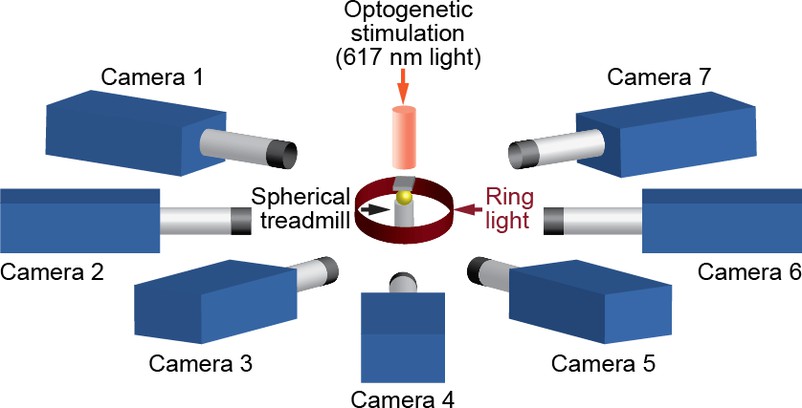 Optogenetic
stimulation
(617 nm light)
Camera 1
Camera 7
Spherical
treadmill
Ring
light
Camera 2
Camera 6
Camera 3
Camera 5
Camera 4